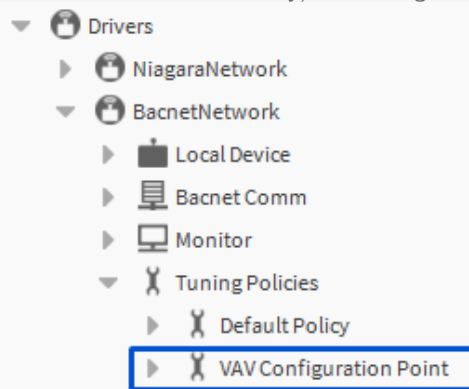 Drivers
NiagaraNetwork
BacnetNetwork
Local Device
Bacnet Comm
Monitor
Tuning Policies
Default Policy
VAV Configuration Point